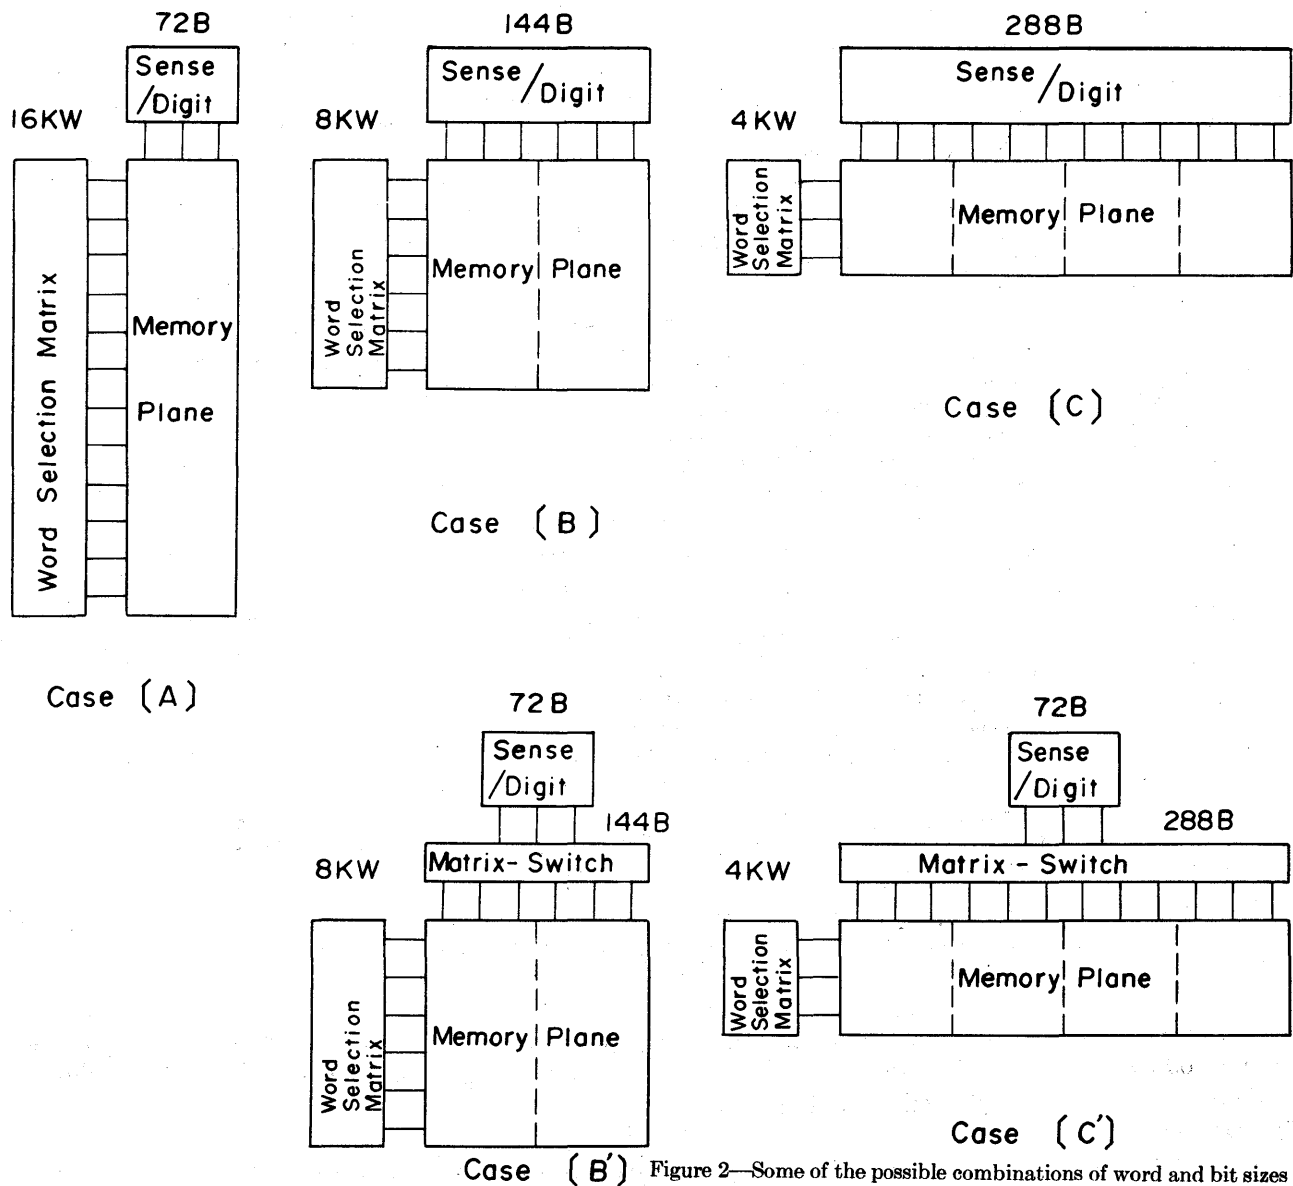 72B
Sense
/Digit
16KW
Word Selection Matrix
Memory
Plane
Case (A)
144B
Sense/Digit
8KW
Word
Selection
Matrix
Memory Plane
Case (B)
288B
Sense/Digit
4KW
Word
Selection
Matrix
Memory Plane
Case (C)
72B
Sense
/Digit
144B
Matrix-Switch
8KW
Word
Selection
Matrix
Memory Plane
Case (B')
72B
Sense
/Digit
288B
Matrix-Switch
4KW
Word
Selection
Matrix
Memory Plane
Case (C')
Figure 2—Some of the possible combinations of word and bit sizes